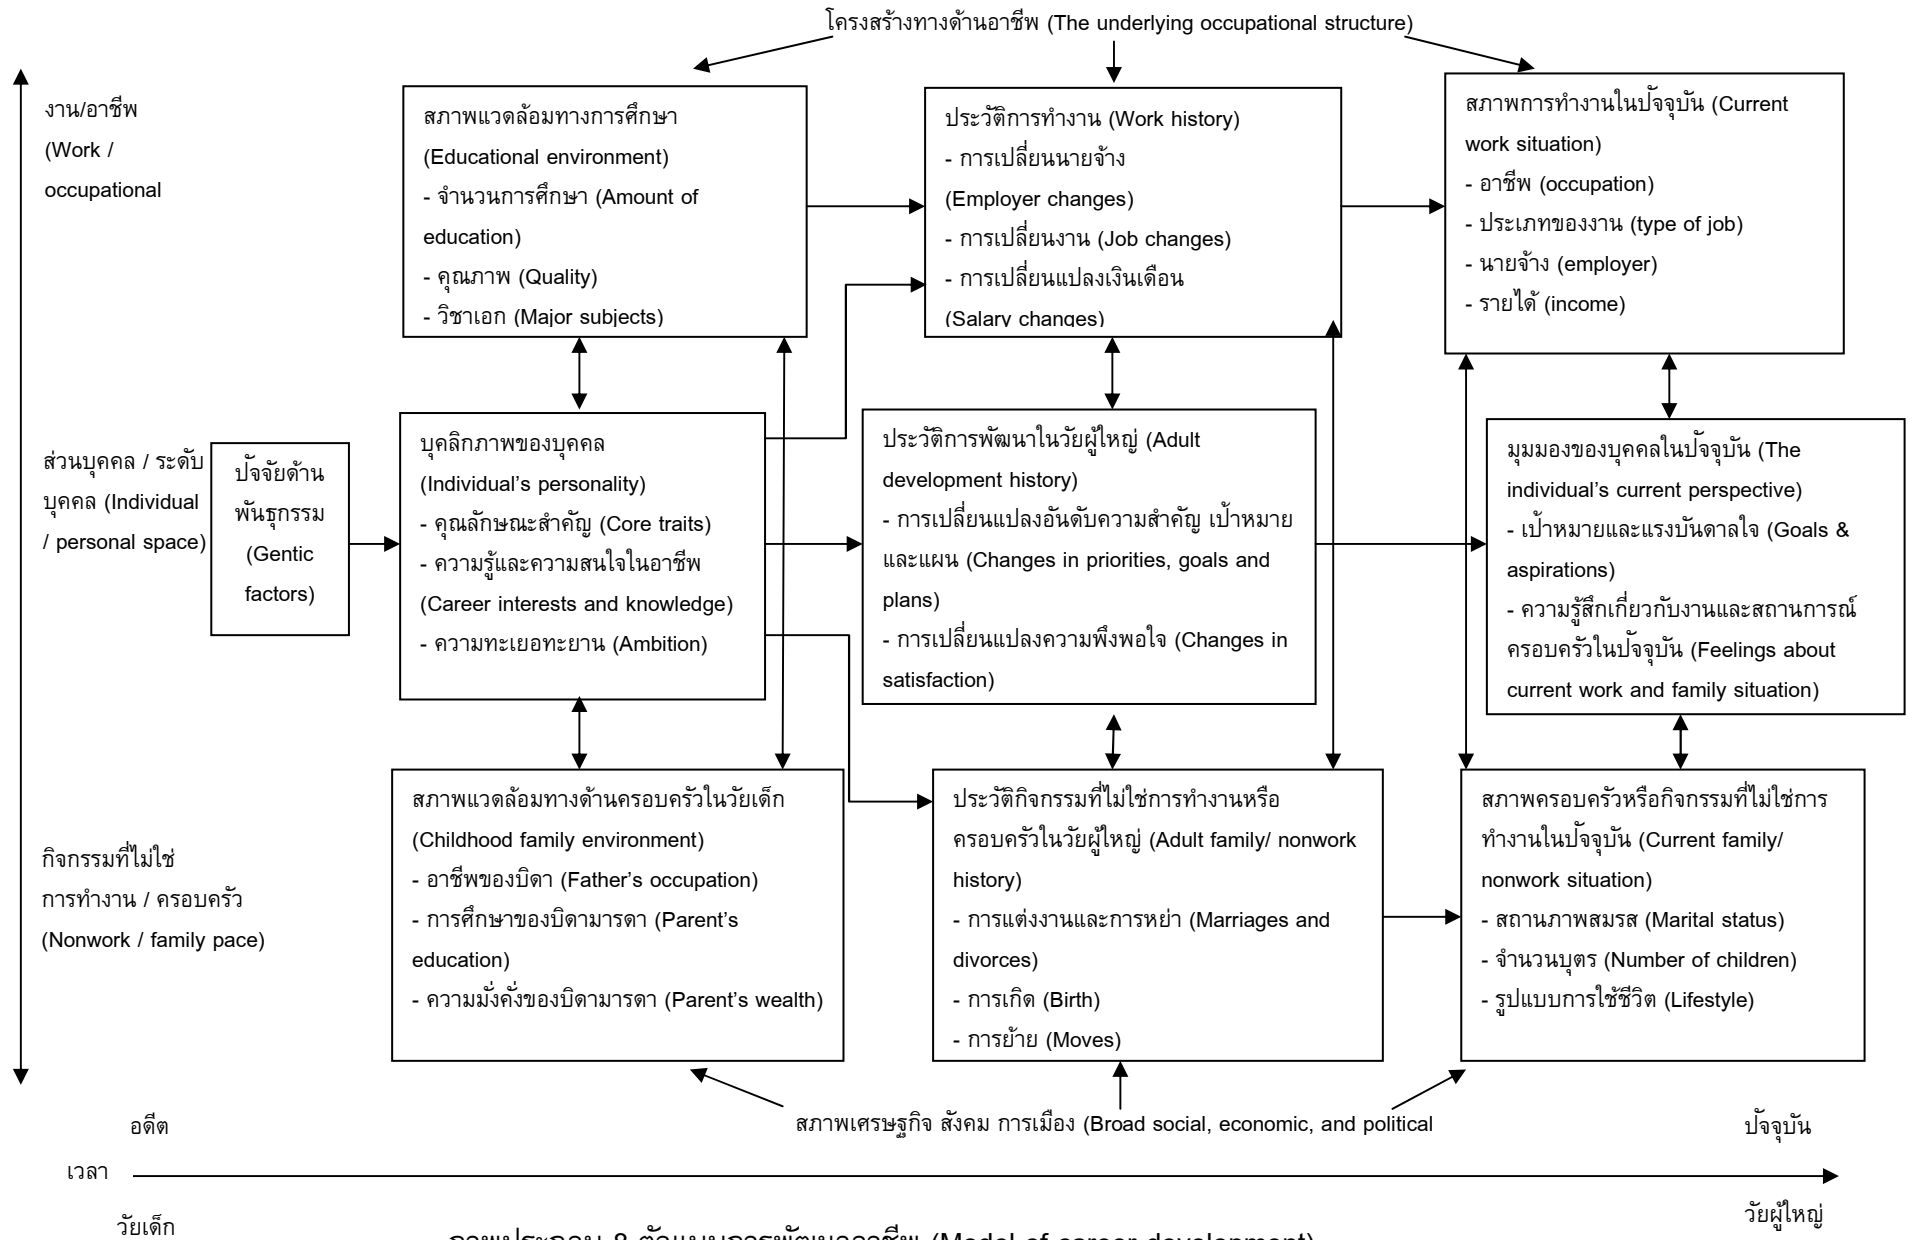 โครงสร้างทางด้านอาชีพ (The underlying occupational structure)
งาน/อาชีพ
(Work /
occupational
สภาพแวดล้อมทางการศึกษา
(Educational environment)
- จำนวนการศึกษา (Amount of
education)
- คุณภาพ (Quality)
- วิชาเอก (Major subjects)
ประวัติการทำงาน (Work history)
- การเปลี่ยนนายจ้าง
(Employer changes)
- การเปลี่ยนงาน (Job changes)
- การเปลี่ยนแปลงเงินเดือน
(Salary changes)
สภาพการทำงานในปัจจุบัน (Current
work situation)
- อาชีพ (occupation)
- ประเภทของงาน (type of job)
- นายจ้าง (employer)
- รายได้ (income)
ส่วนบุคคล / ระดับ
บุคคล (Individual
/ personal space)
ปัจจัยด้าน
พันธุกรรม
(Gentic
factors)
บุคลิกภาพของบุคคล
(Individual's personality)
- คุณลักษณะสำคัญ (Core traits)
- ความรู้และความสนใจในอาชีพ
(Career interests and knowledge)
- ความทะเยอทะยาน (Ambition)
ประวัติการพัฒนาในวัยผู้ใหญ่ (Adult
development history)
- การเปลี่ยนแปลงอันดับความสำคัญ เป้าหมาย
และแผน (Changes in priorities, goals and
plans)
- การเปลี่ยนแปลงความพึงพอใจ (Changes in
satisfaction)
มุมมองของบุคคลในปัจจุบัน (The
individual's current perspective)
- เป้าหมายและแรงบันดาลใจ (Goals &
aspirations)
- ความรู้สึกเกี่ยวกับงานและสถานการณ์
ครอบครัวในปัจจุบัน (Feelings about
current work and family situation)
กิจกรรมที่ไม่ใช่
การทำงาน / ครอบครัว
(Nonwork / family pace)
สภาพแวดล้อมทางด้านครอบครัวในวัยเด็ก
(Childhood family environment)
- อาชีพของบิดา (Father's occupation)
- การศึกษาของบิดามารดา (Parent's
education)
- ความมั่งคั่งของบิดามารดา (Parent's wealth)
ประวัติกิจกรรมที่ไม่ใช่การทำงานหรือ
ครอบครัวในวัยผู้ใหญ่ (Adult family/ nonwork
history)
- การแต่งงานและการหย่า (Marriages and
divorces)
- การเกิด (Birth)
- การย้าย (Moves)
สภาพครอบครัวหรือกิจกรรมที่ไม่ใช่การ
ทำงานในปัจจุบัน (Current family/
nonwork situation)
- สถานภาพสมรส (Marital status)
- จำนวนบุตร (Number of children)
- รูปแบบการใช้ชีวิต (Lifestyle)
สภาพเศรษฐกิจ สังคม การเมือง (Broad social, economic, and political
อดีต
ปัจจุบัน
เวลา
วัยเด็ก
วัยผู้ใหญ่
ภาพประกอบ 8 ตัวแบบการพัฒนาอาชีพ (Model of career development)